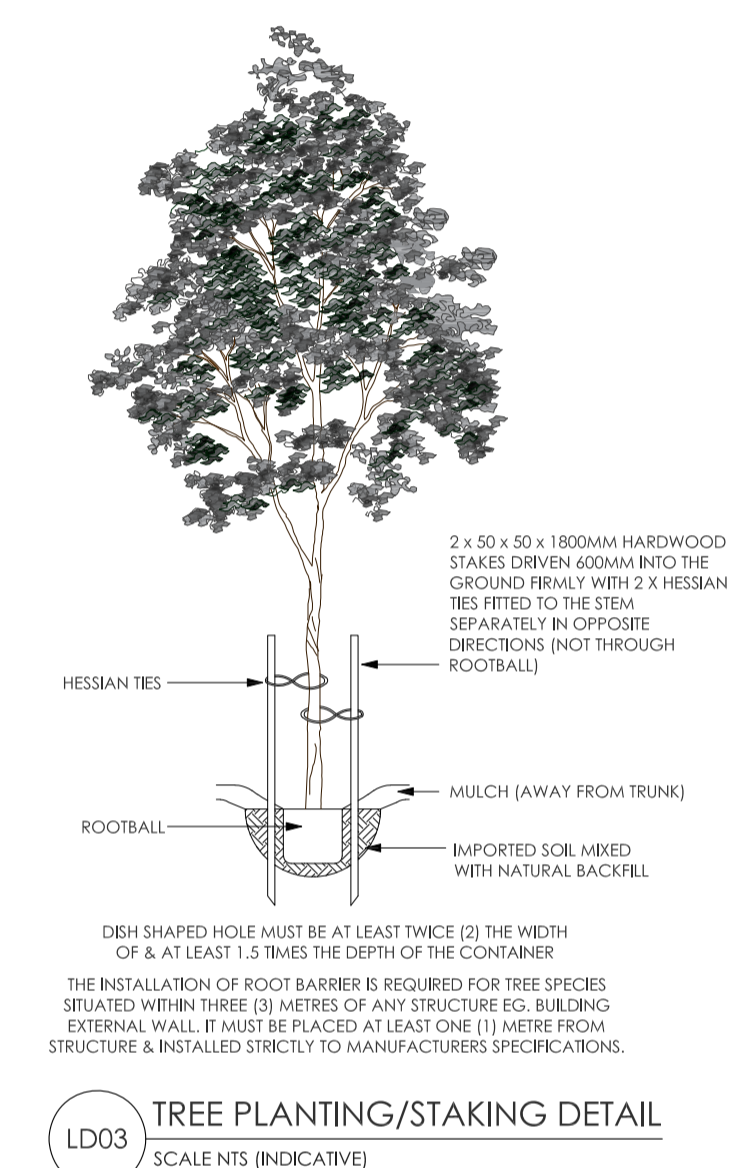 2 x 50 x 50 x 1800MM HARDWOOD
STAKES DRIVEN 600MM INTO THE
GROUND FIRMLY WITH 2 X HESSIAN
TIES FITTED TO THE STEM
SEPARATELY IN OPPOSITE
DIRECTIONS (NOT THROUGH
ROOTBALL)
HESSIAN TIES
MULCH (AWAY FROM TRUNK)
ROOTBALL
IMPORTED SOIL MIXED
WITH NATURAL BACKFILL
DISH SHAPED HOLE MUST BE AT LEAST TWICE (2) THE WIDTH
OF & AT LEAST 1.5 TIMES THE DEPTH OF THE CONTAINER
THE INSTALLATION OF ROOT BARRIER IS REQUIRED FOR TREE SPECIES
SITUATED WITHIN THREE (3) METRES OF ANY STRUCTURE EG. BUILDING
EXTERNAL WALL. IT MUST BE PLACED AT LEAST ONE (1) METRE FROM
STRUCTURE & INSTALLED STRICTLY TO MANUFACTURERS SPECIFICATIONS.
LD03
TREE PLANTING/STAKING DETAIL
SCALE NTS (INDICATIVE)